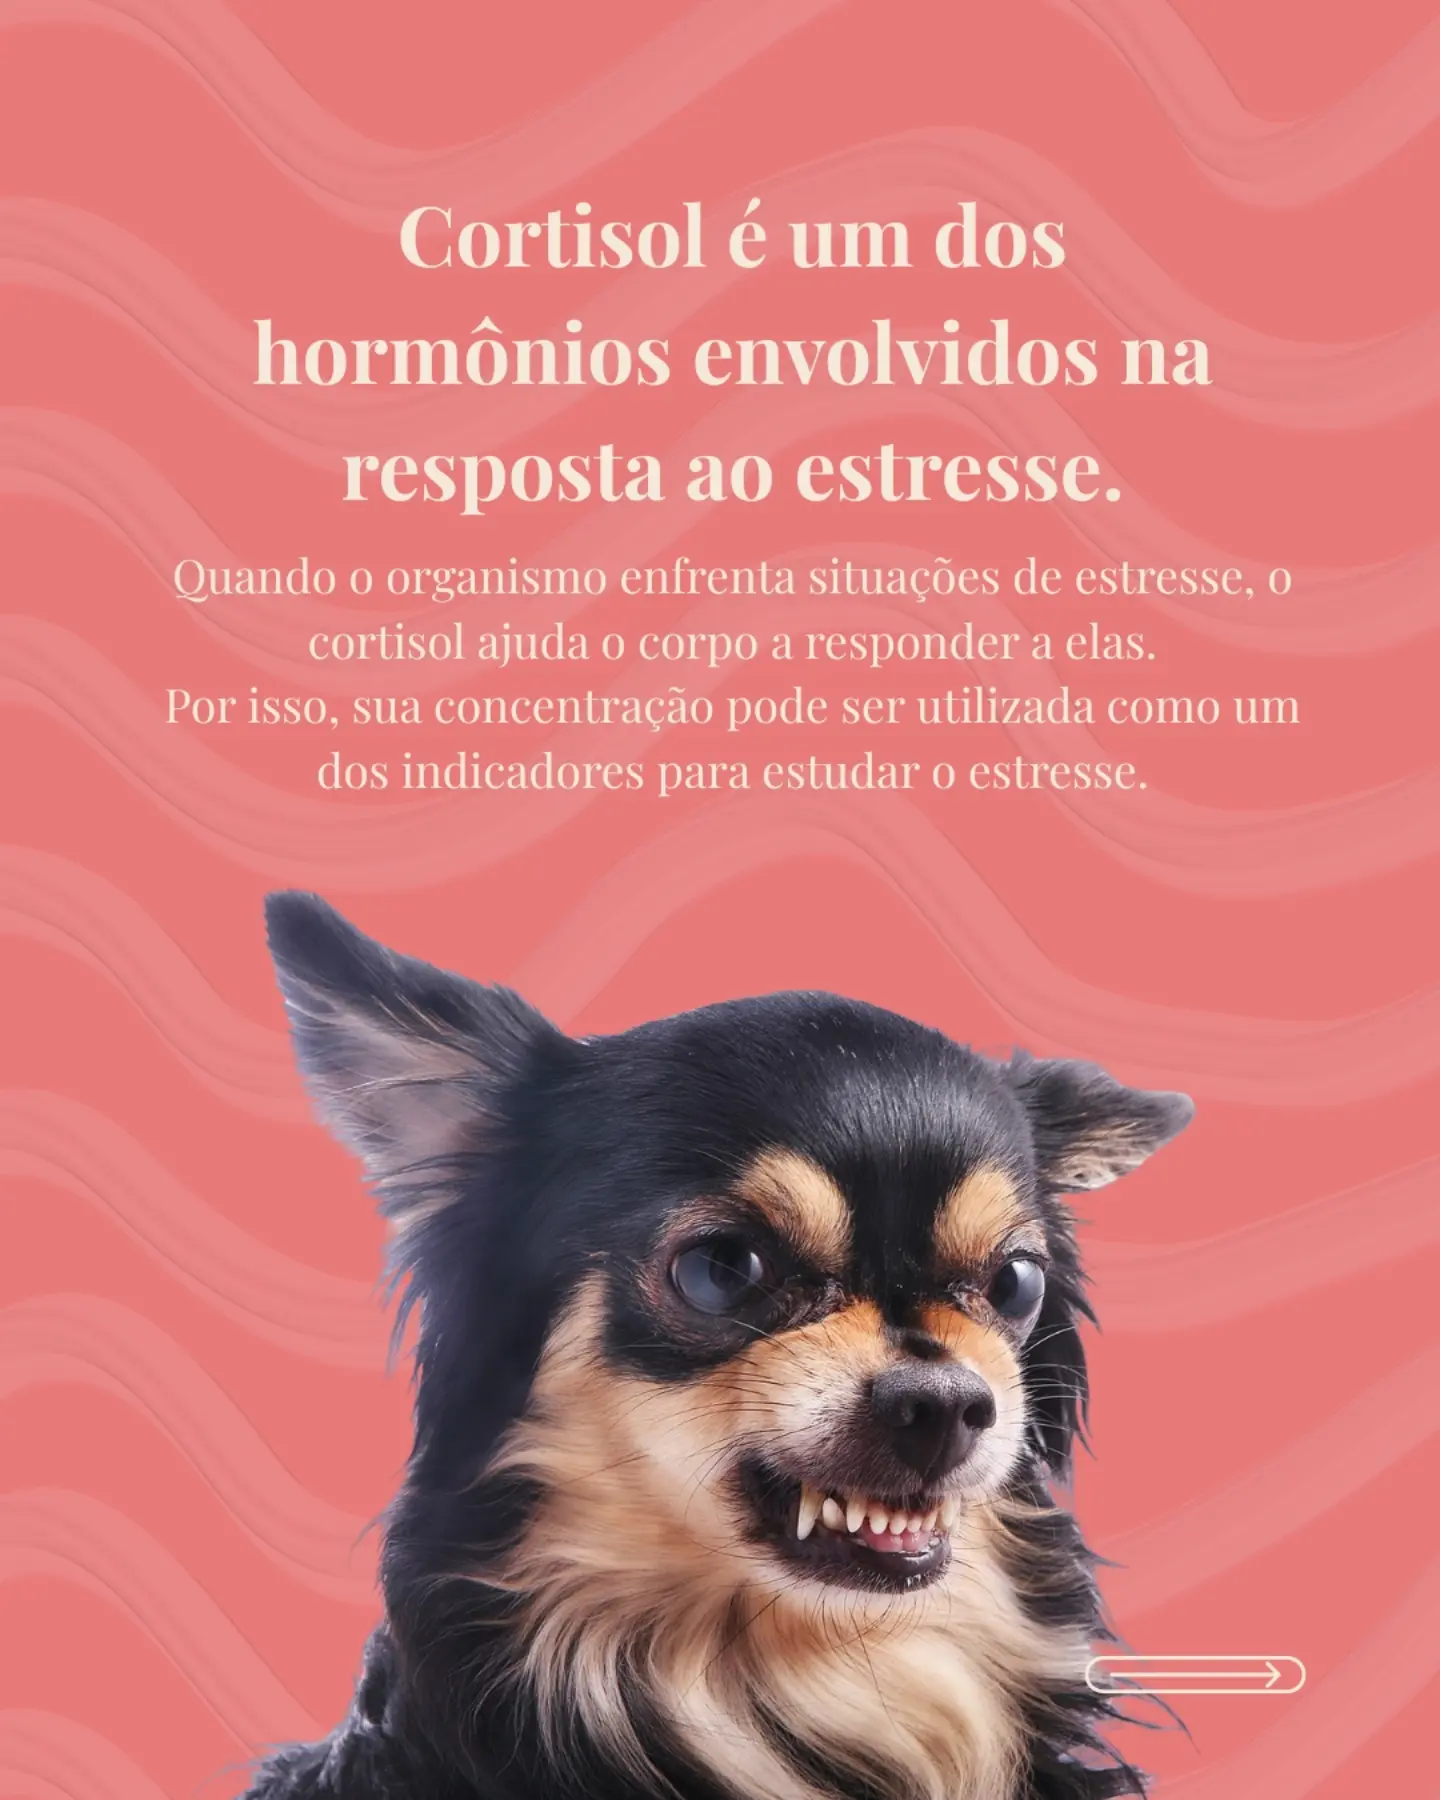 Cortisol é um dos
hormônios envolvidos na
resposta ao estresse.
Quando o organismo enfrenta situações de estresse, o
cortisol ajuda o corpo a responder a elas.
Por isso, sua concentração pode ser utilizada como um
dos indicadores para estudar o estresse.